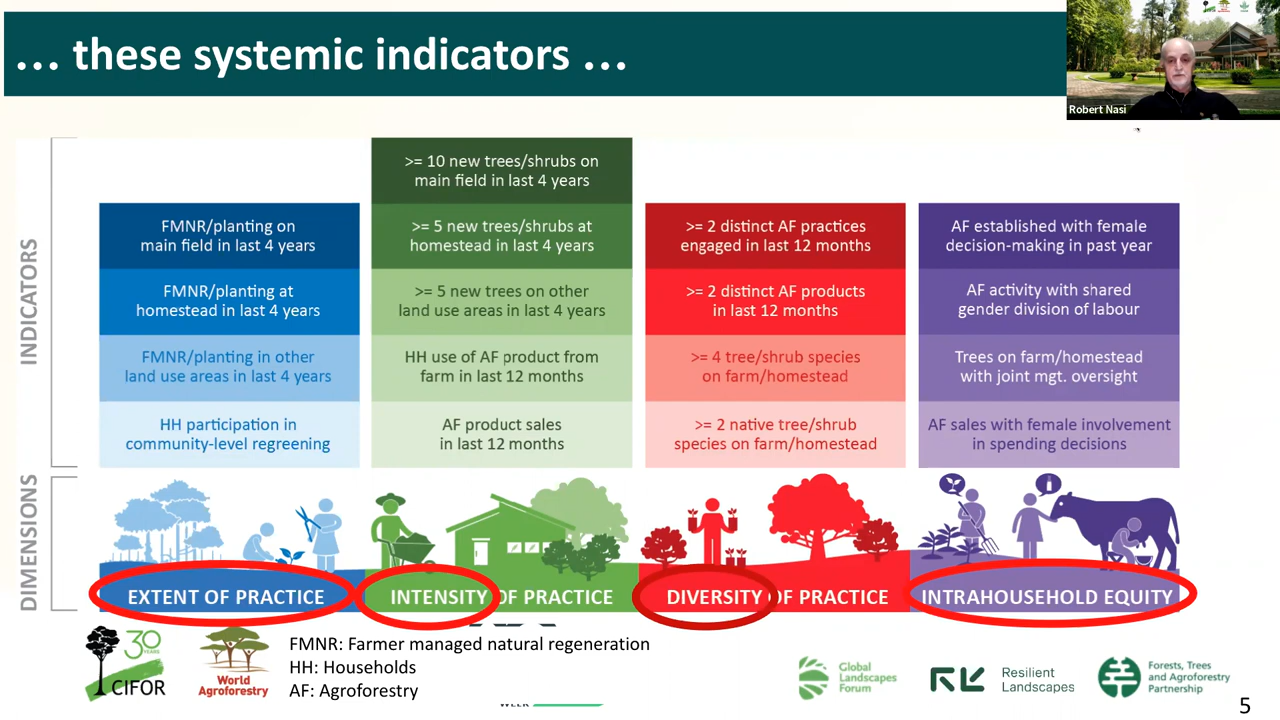 ... these systemic indicators ...
Robert Nasi
INDICATORS
FMNR/planting on
main field in last 4 years
FMNR/planting at
homestead in last 4 years
FMNR/planting in other
land use areas in last 4 years
HH participation in
community-level regreening
>= 10 new trees/shrubs on
main field in last 4 years
>= 5 new trees/shrubs at
homestead in last 4 years
>= 5 new trees on other
land use areas in last 4 years
HH use of AF product from
farm in last 12 months
AF product sales
in last 12 months
>= 2 distinct AF practices
engaged in last 12 months
>= 2 distinct AF products
in last 12 months
>= 4 tree/shrub species
on farm/homestead
>= 2 native tree/shrub
species on farm/homestead
AF established with female
decision-making in past year
AF activity with shared
gender division of labour
Trees on farm/homestead
with joint mgt. oversight
AF sales with female involvement
in spending decisions
DIMENSIONS
EXTENT OF PRACTICE
INTENSITY OF PRACTICE
DIVERSITY OF PRACTICE
INTRAHOUSEHOLD EQUITY
30
YEARS
CIFOR
World
Agroforestry
FMNR: Farmer managed natural regeneration
HH: Households
AF: Agroforestry
WEEK
Global
Landscapes
Forum
Resilient
Landscapes
Forests, Trees
and Agroforestry
Partnership
5